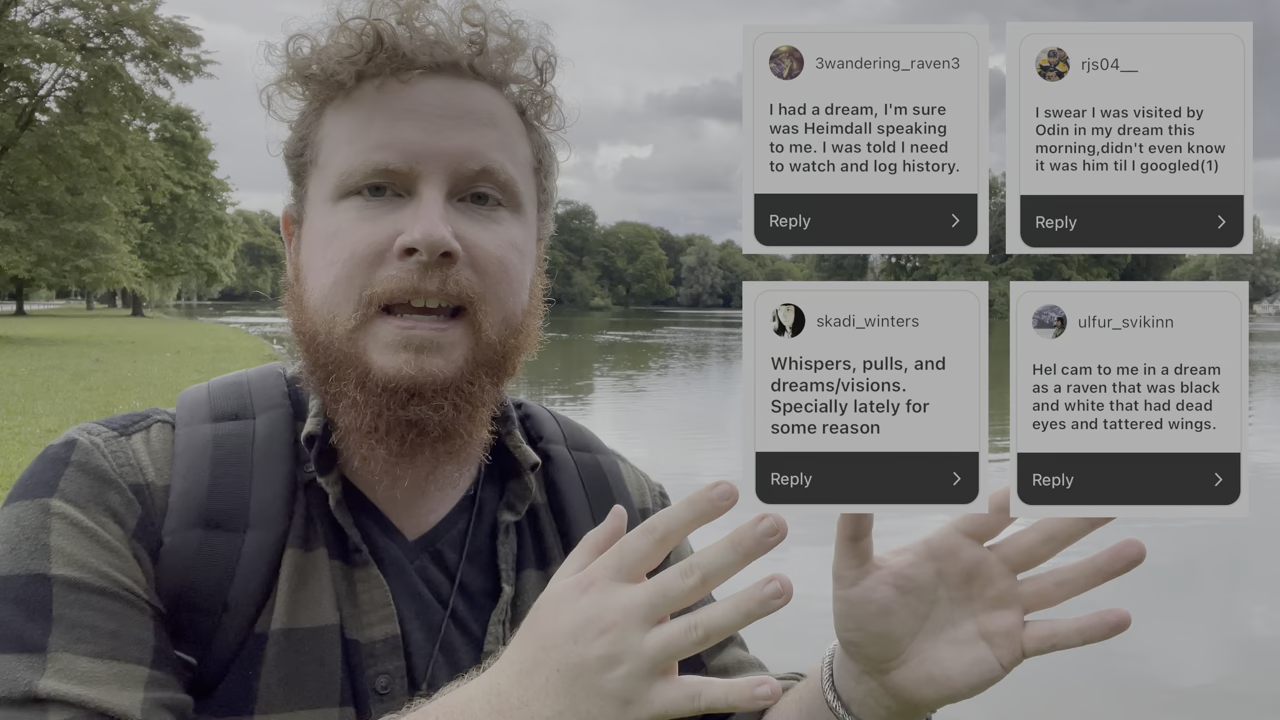 3wandering_raven3
I had a dream, I'm sure
was Heimdall speaking
to me. I was told I need
to watch and log history.
Reply
rjs04__
I swear I was visited by
Odin in my dream this
morning,didn't even know
it was him til I googled(1)
Reply
skadi_winters
Whispers, pulls, and
dreams/visions.
Specially lately for
some reason
Reply
ulfur_svikinn
Hel cam to me in a dream
as a raven that was black
and white that had dead
eyes and tattered wings.
Reply